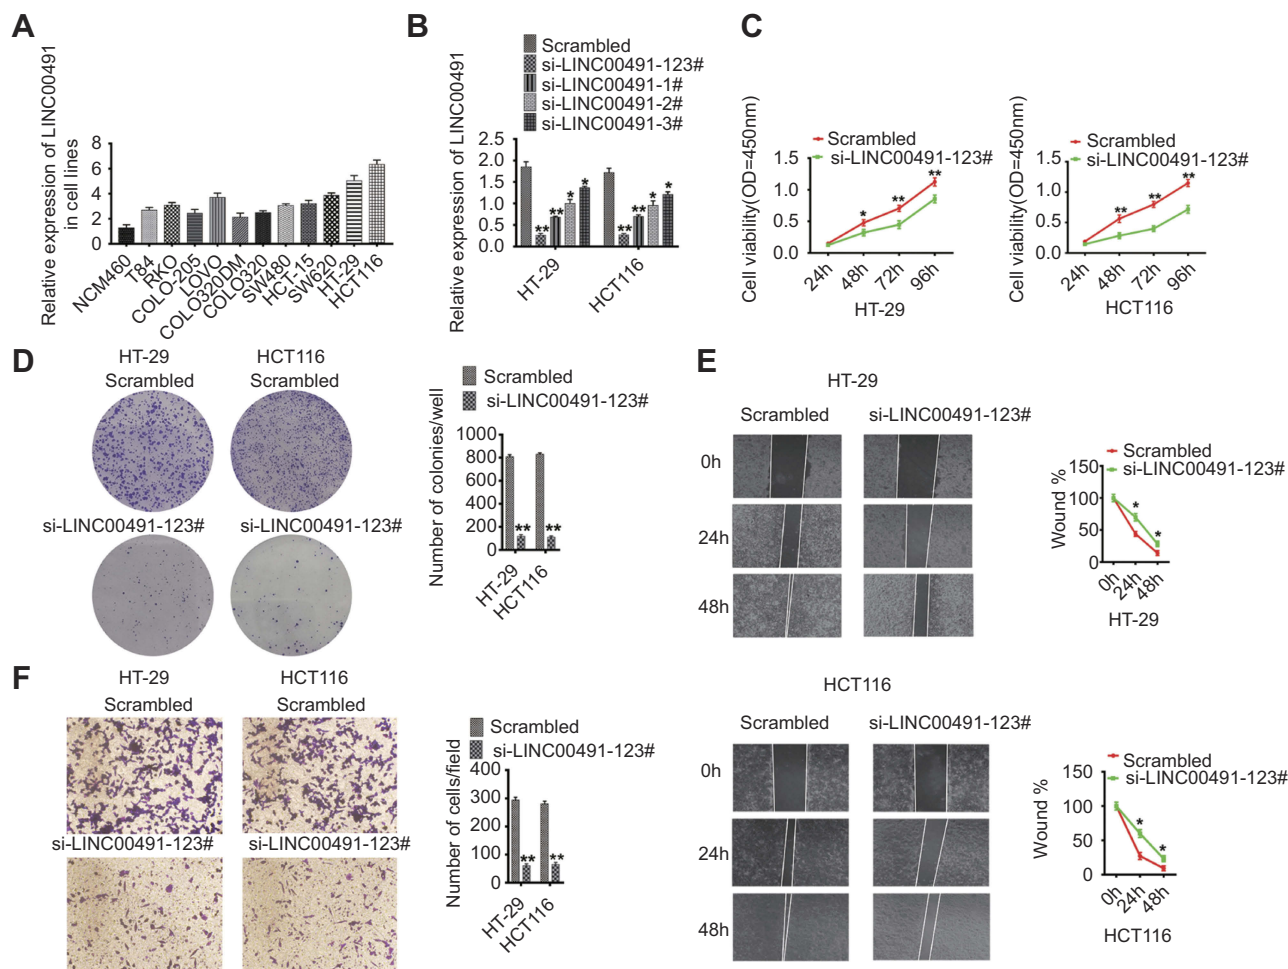 A
Relative expression of LINC00491
in cell lines
8
6
4
2
0
NCM460
T84
RKO
COLO-205
LOVO
COLO320DM
COLO320
SW480
HCT-15
SW620
HT-29
HCT116
B
Scrambled
si-LINC00491-123#
si-LINC00491-1#
si-LINC00491-2#
si-LINC00491-3#
Relative expression of LINC00491
2.5
2.0
1.5
1.0
0.5
0.0
** ** * *
** ** * *
HT-29
HCT116
C
Cell viability(OD=450nm)
Scrambled
si-LINC00491-123#
1.5
1.0
0.5
0.0
* ** **
24h
48h
72h
96h
HT-29
Cell viability(OD=450nm)
Scrambled
si-LINC00491-123#
1.5
1.0
0.5
0.0
** ** **
24h
48h
72h
96h
HCT116
D
HT-29
HCT116
Scrambled
Scrambled
si-LINC00491-123#
si-LINC00491-123#
Scrambled
si-LINC00491-123#
Number of colonies/well
1000
800
600
400
200
0
** **
HT-29
HCT116
E
HT-29
Scrambled
si-LINC00491-123#
0h
24h
48h
Scrambled
si-LINC00491-123#
Wound %
150
100
50
0
* *
0h
24h
48h
HT-29
HCT116
Scrambled
si-LINC00491-123#
0h
24h
48h
Scrambled
si-LINC00491-123#
Wound %
150
100
50
0
* *
0h
24h
48h
HCT116
F
HT-29
HCT116
Scrambled
Scrambled
si-LINC00491-123#
si-LINC00491-123#
Scrambled
si-LINC00491-123#
Number of cells/field
400
300
200
100
0
** **
HT-29
HCT116